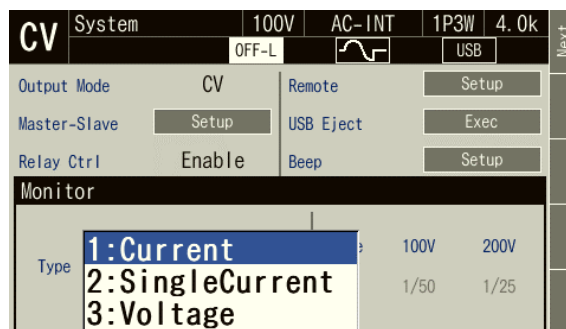 CV System 100V AC-INT 1P3W 4.0k
OFF-L USB
Next
Output Mode CV Remote Setup
Master-Slave Setup USB Eject Exec
Relay Ctrl Enable Beep Setup
Monitor
1:Current 100V 200V
Type 2:SingleCurrent 1/50 1/25
3:Voltage